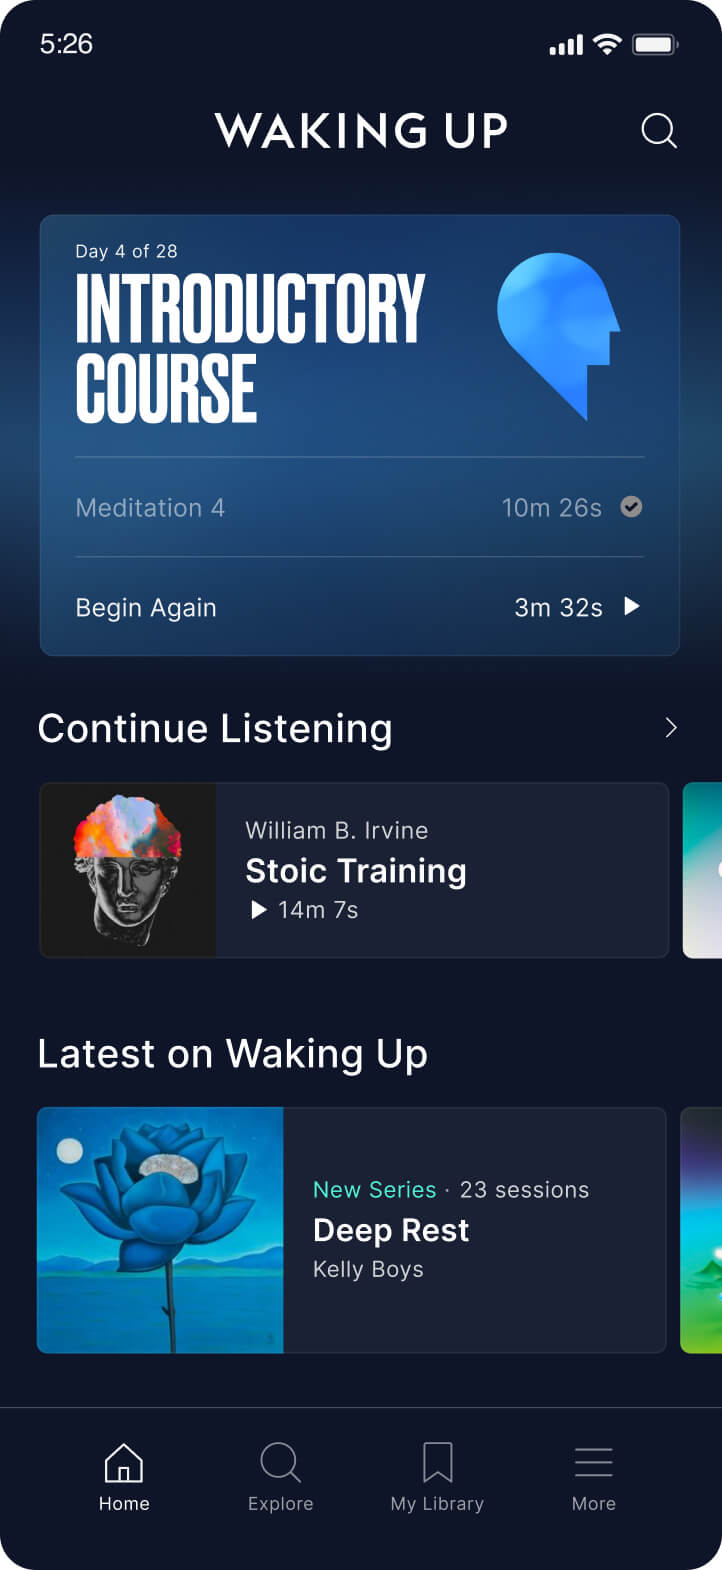 5:26
WAKING UP
Day 4 of 28
INTRODUCTORY
COURSE
Meditation 4 10m 26s
Begin Again 3m 32s
Continue Listening
William B. Irvine
Stoic Training
14m 7s
Latest on Waking Up
New Series · 23 sessions
Deep Rest
Kelly Boys
Home Explore My Library More